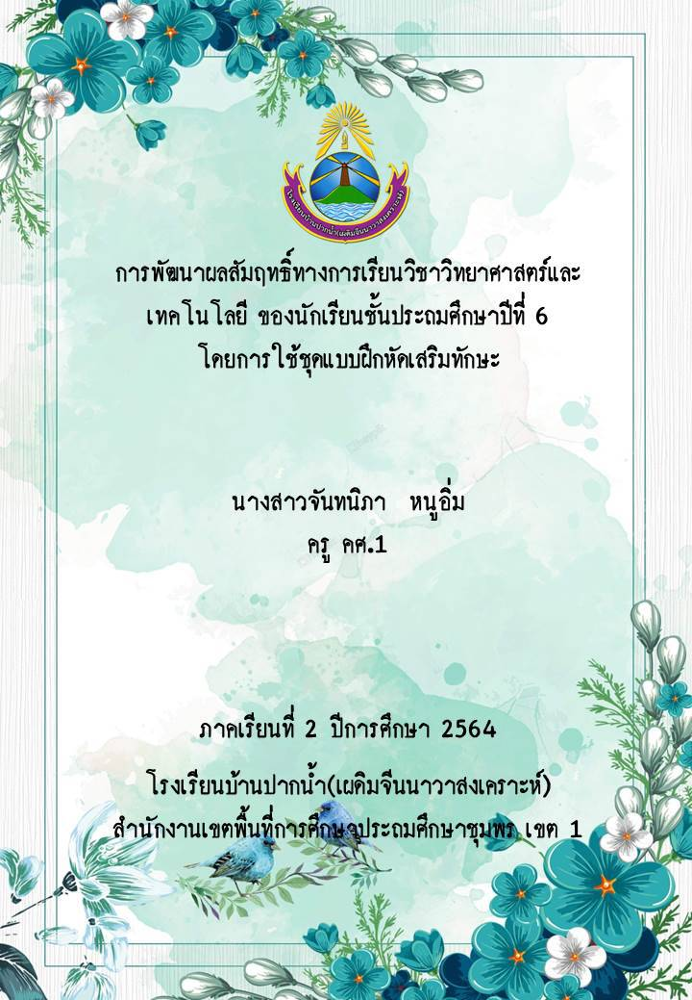 โรงเรียนบ้านปากน้ำ(เผดิมจีนนาวาสงเคราะห์)
การพัฒนาผลสัมฤทธิ์ทางการเรียนวิชาวิทยาศาสตร์และ
เทคโนโลยี ของนักเรียนชั้นประถมศึกษาปีที่ 6
โดยการใช้ชุดแบบฝึกหัดเสริมทักษะ
นางสาวจันทนิภา หนูอิ่ม
ครู คศ.1
ภาคเรียนที่ 2 ปีการศึกษา 2564
โรงเรียนบ้านปากน้ำ(เผดิมจีนนาวาสงเคราะห์)
สำนักงานเขตพื้นที่การศึกษาประถมศึกษาชุมพร เขต 1